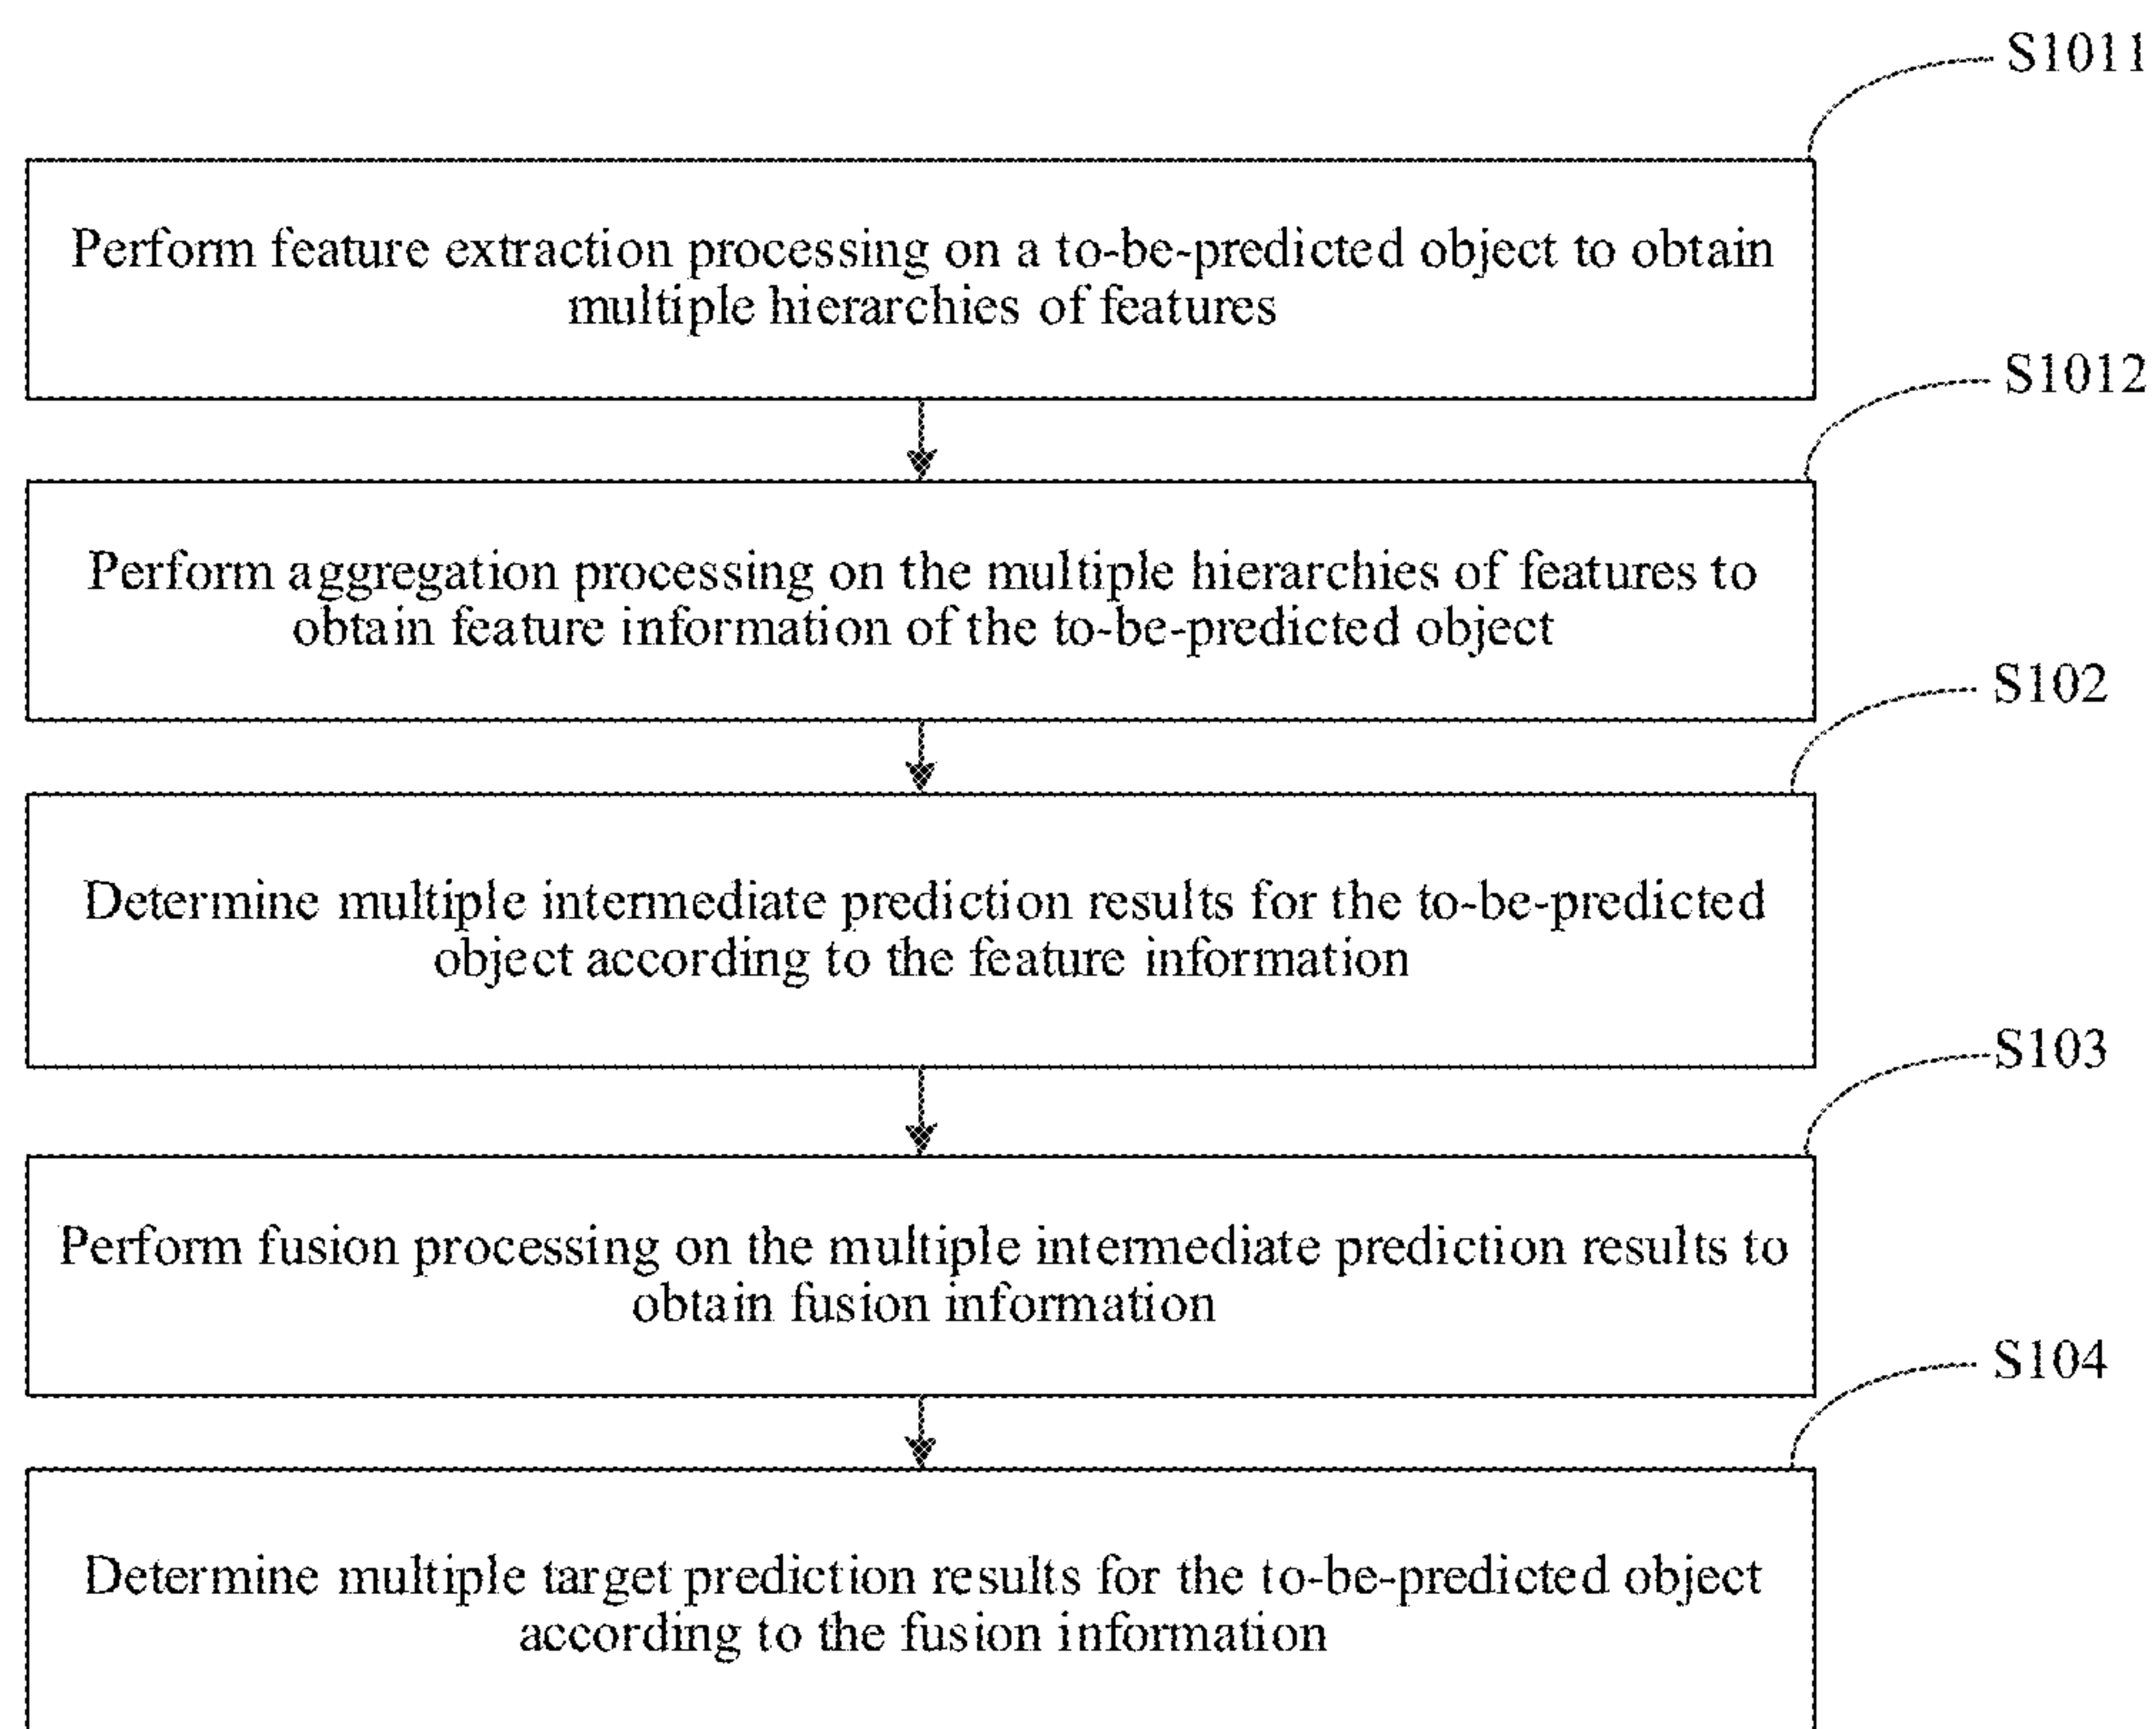 S1011
Perform feature extraction processing on a to-be-predicted object to obtain
multiple hierarchies of features
S1012
Perform aggregation processing on the multiple hierarchies of features to
obtain feature information of the to-be-predicted object
S102
Determine multiple intermediate prediction results for the to-be-predicted
object according to the feature information
S103
Perform fusion processing on the multiple intermediate prediction results to
obtain fusion information
S104
Determine multiple target prediction results for the to-be-predicted object
according to the fusion information